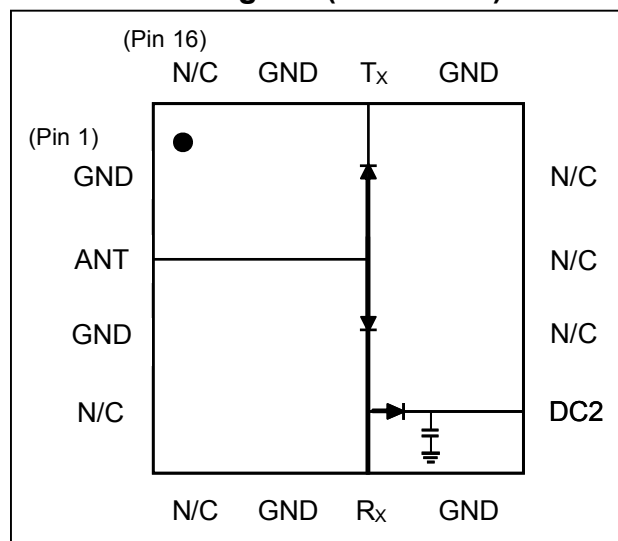 (Pin 16)
N/C GND TX GND
(Pin 1)
GND N/C
ANT N/C
GND N/C
N/C DC2
N/C GND RX GND